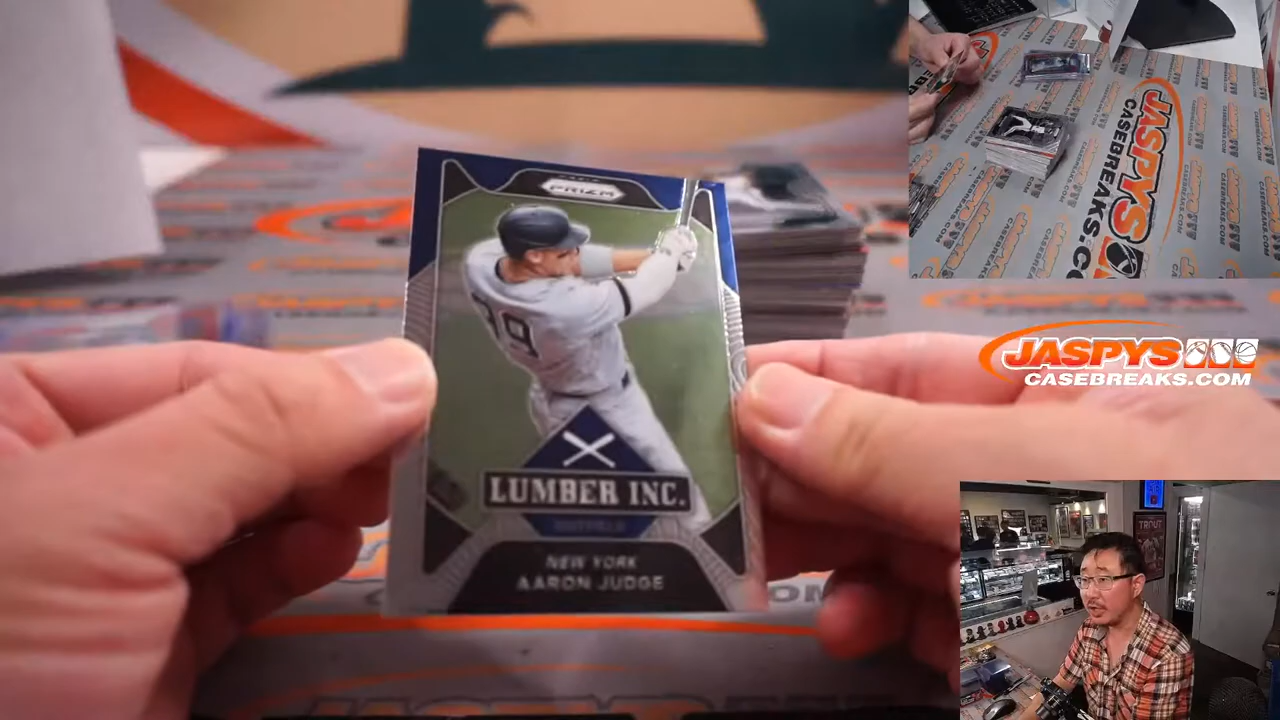 PRIZM
99
LUMBER INC.
OUTFIELD
NEW YORK
AARON JUDGE
JASPYS
CASEBREAKS.COM
JASPYS
CASEBREAKS.COM
TROUT